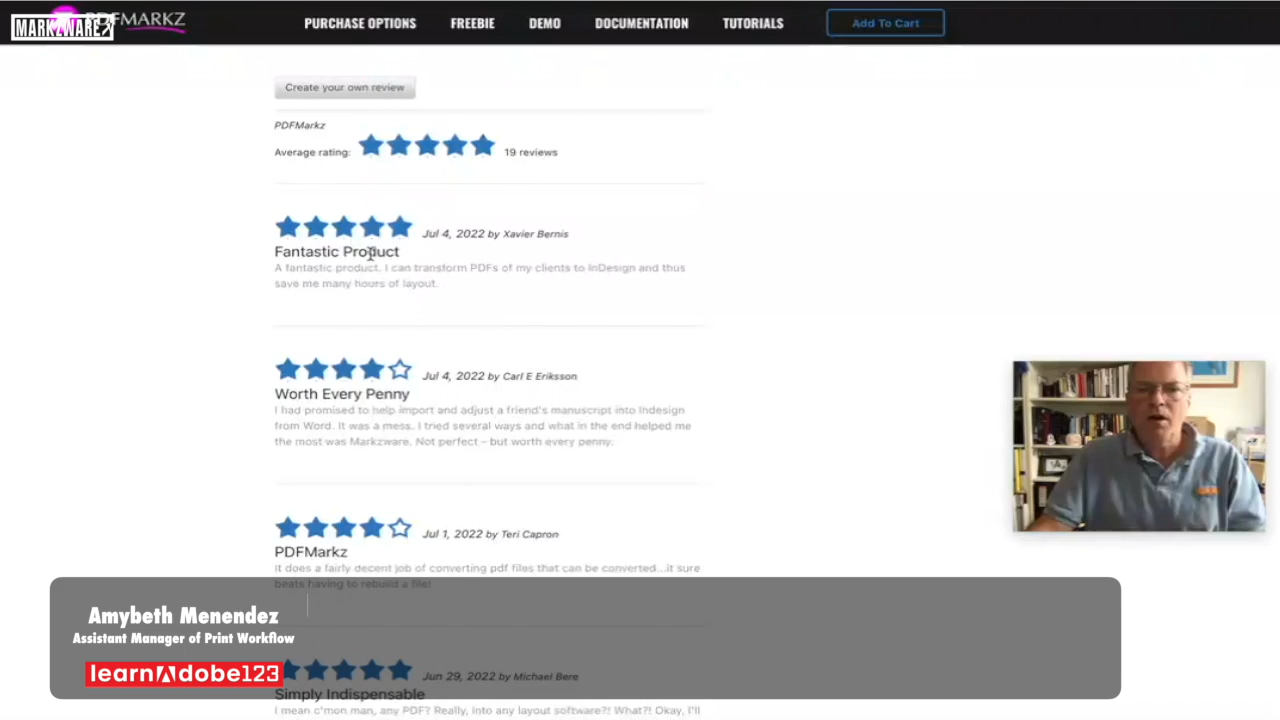 MARKZWARE
PDFMARKZ
PURCHASE OPTIONS
FREEBIE
DEMO
DOCUMENTATION
TUTORIALS
Add To Cart
Create your own review
PDFMarkz
Average rating:
19 reviews
Jul 4, 2022 by Xavier Bernis
Fantastic Product
A fantastic product. I can transform PDFs of my clients to InDesign and thus
save me many hours of layout.
Jul 4, 2022 by Carl E Eriksson
Worth Every Penny
I had promised to help import and adjust a friend's manuscript into Indesign
from Word. It was a mess. I tried several ways and what in the end helped me
the most was Markzware. Not perfect – but worth every penny.
Jul 1, 2022 by Teri Capron
PDFMarkz
It does a fairly decent job of converting pdf files that can be converted...it sure
beats having to rebuild a file!
Amybeth Menendez
Assistant Manager of Print Workflow
learnAdobe123
Jun 29, 2022 by Michael Bere
Simply Indispensable
I mean c'mon man, any PDF? Really, into any layout software?! What?! Okay, I'll